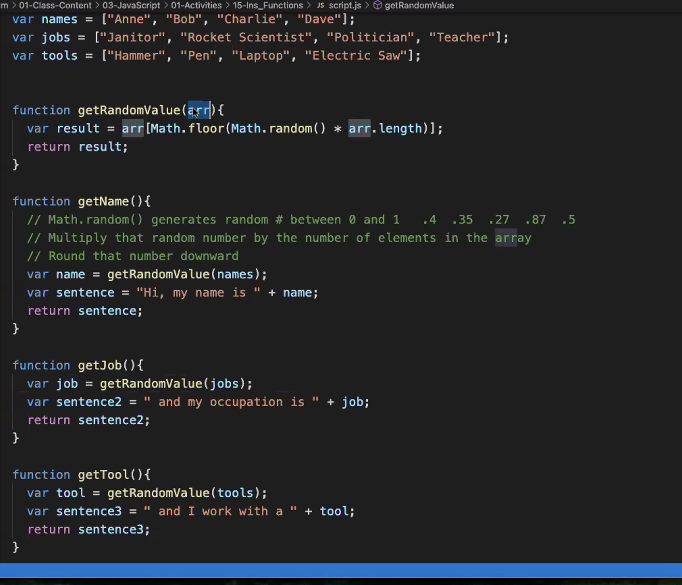 m > 01-Class-Content > 03-JavaScript > 01-Activities > 15-Ins_Functions > JS script.js > getRandomValue
var names = ["Anne", "Bob", "Charlie", "Dave"];
var jobs = ["Janitor", "Rocket Scientist", "Politician", "Teacher"];
var tools = ["Hammer", "Pen", "Laptop", "Electric Saw"];
function getRandomValue(arr){
var result = arr[Math.floor(Math.random() * arr.length)];
return result;
}
function getName(){
// Math.random() generates random # between 0 and 1 .4 .35 .27 .87 .5
// Multiply that random number by the number of elements in the array
// Round that number downward
var name = getRandomValue(names);
var sentence = "Hi, my name is " + name;
return sentence;
}
function getJob(){
var job = getRandomValue(jobs);
var sentence2 = " and my occupation is " + job;
return sentence2;
}
function getTool(){
var tool = getRandomValue(tools);
var sentence3 = " and I work with a " + tool;
return sentence3;
}